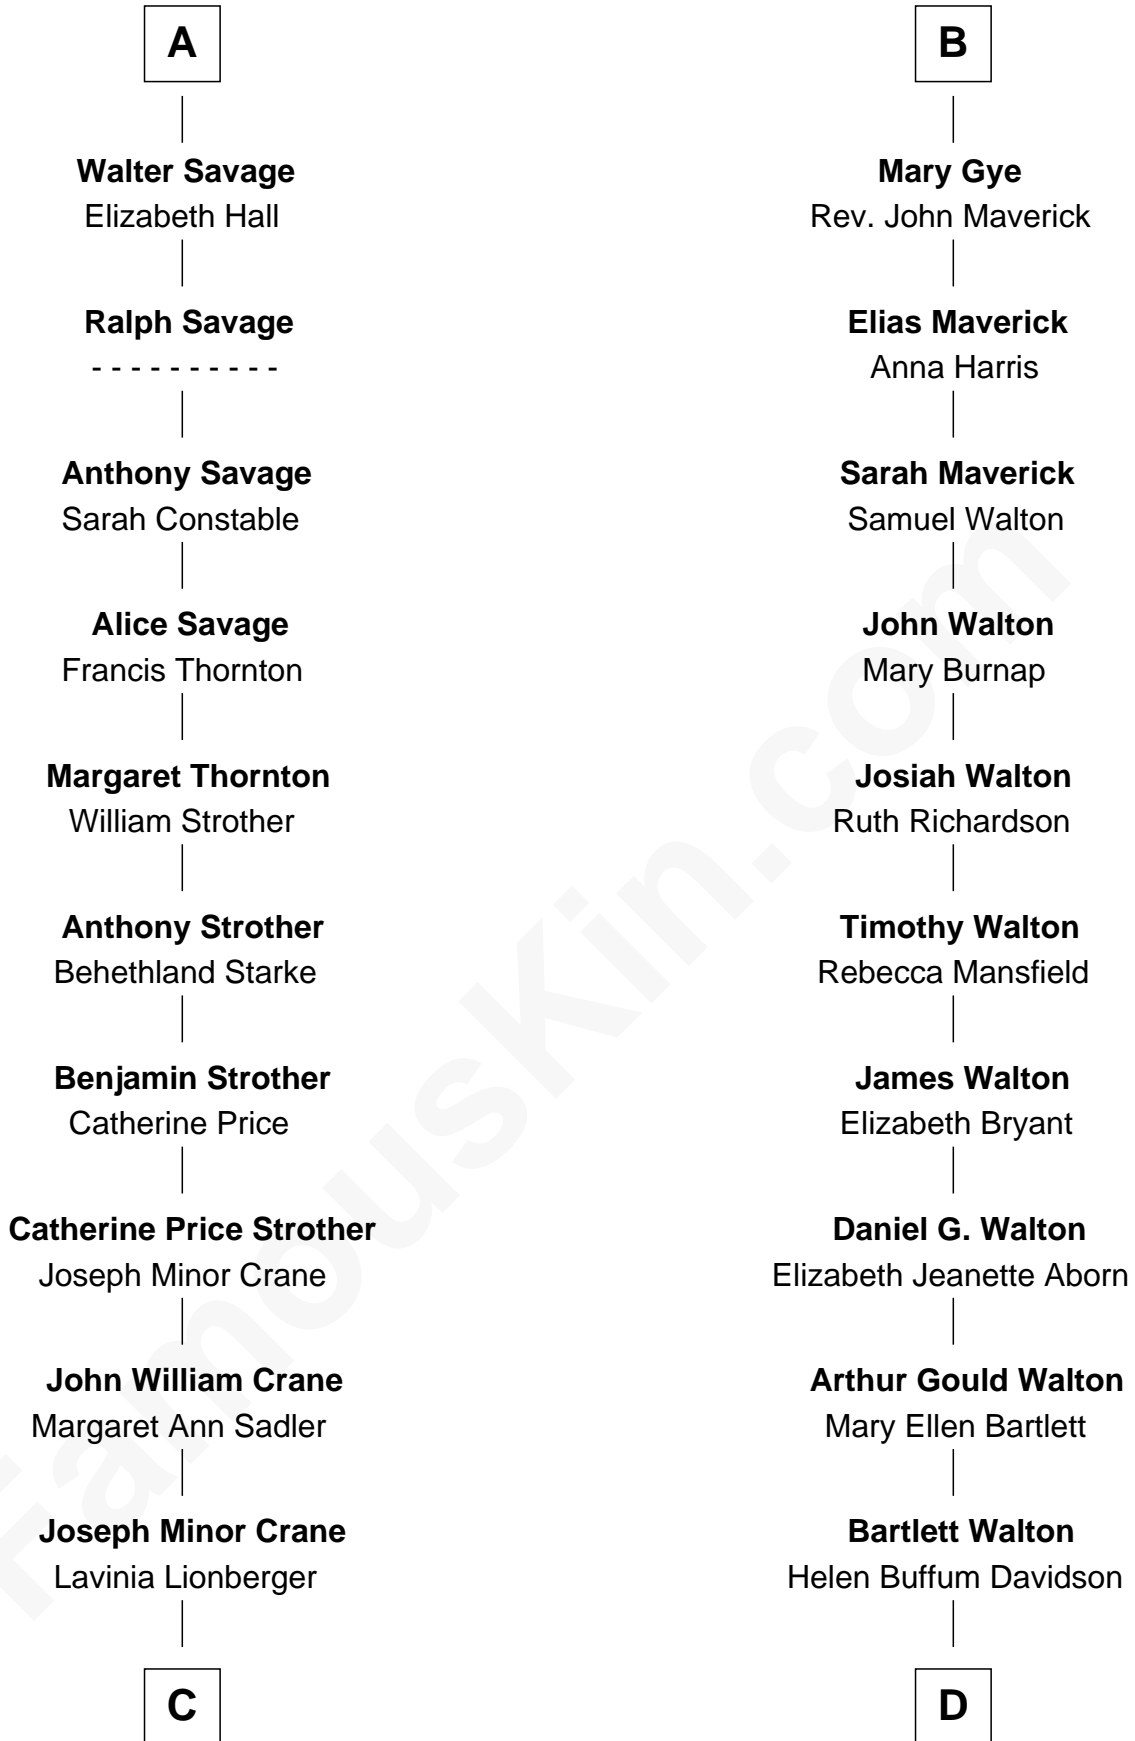 A
Walter Savage
Elizabeth Hall
Ralph Savage
- - - - - - - - - -
Anthony Savage
Sarah Constable
Alice Savage
Francis Thornton
Margaret Thornton
William Strother
Anthony Strother
Behethland Starke
Benjamin Strother
Catherine Price
Catherine Price Strother
Joseph Minor Crane
John William Crane
Margaret Ann Sadler
Joseph Minor Crane
Lavinia Lionberger
C
B
Mary Gye
Rev. John Maverick
Elias Maverick
Anna Harris
Sarah Maverick
Samuel Walton
John Walton
Mary Burnap
Josiah Walton
Ruth Richardson
Timothy Walton
Rebecca Mansfield
James Walton
Elizabeth Bryant
Daniel G. Walton
Elizabeth Jeanette Aborn
Arthur Gould Walton
Mary Ellen Bartlett
Bartlett Walton
Helen Buffum Davidson
D
FamousKin.com